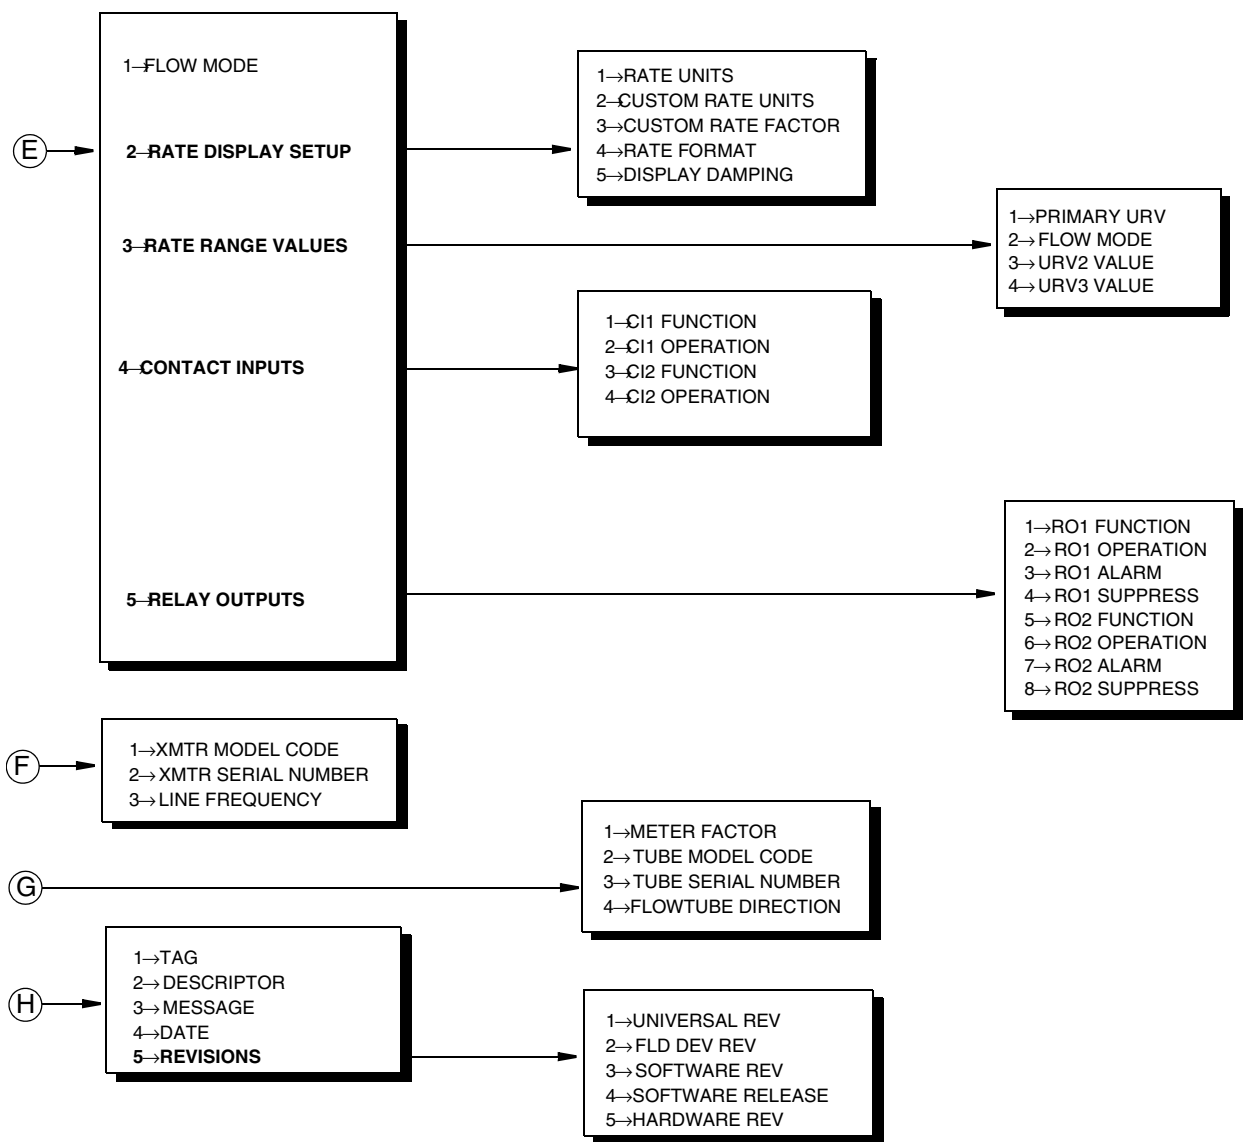 E
1→FLOW MODE
2→RATE DISPLAY SETUP
3→RATE RANGE VALUES
4→CONTACT INPUTS
5→RELAY OUTPUTS
1→RATE UNITS
2→CUSTOM RATE UNITS
3→CUSTOM RATE FACTOR
4→RATE FORMAT
5→DISPLAY DAMPING
1→PRIMARY URV
2→FLOW MODE
3→URV2 VALUE
4→URV3 VALUE
1→CI1 FUNCTION
2→CI1 OPERATION
3→CI2 FUNCTION
4→CI2 OPERATION
1→RO1 FUNCTION
2→RO1 OPERATION
3→RO1 ALARM
4→RO1 SUPPRESS
5→RO2 FUNCTION
6→RO2 OPERATION
7→RO2 ALARM
8→RO2 SUPPRESS
F
1→XMTR MODEL CODE
2→XMTR SERIAL NUMBER
3→LINE FREQUENCY
G
1→METER FACTOR
2→TUBE MODEL CODE
3→TUBE SERIAL NUMBER
4→FLOWTUBE DIRECTION
H
1→TAG
2→DESCRIPTOR
3→MESSAGE
4→DATE
5→REVISIONS
1→UNIVERSAL REV
2→FLD DEV REV
3→SOFTWARE REV
4→SOFTWARE RELEASE
5→HARDWARE REV